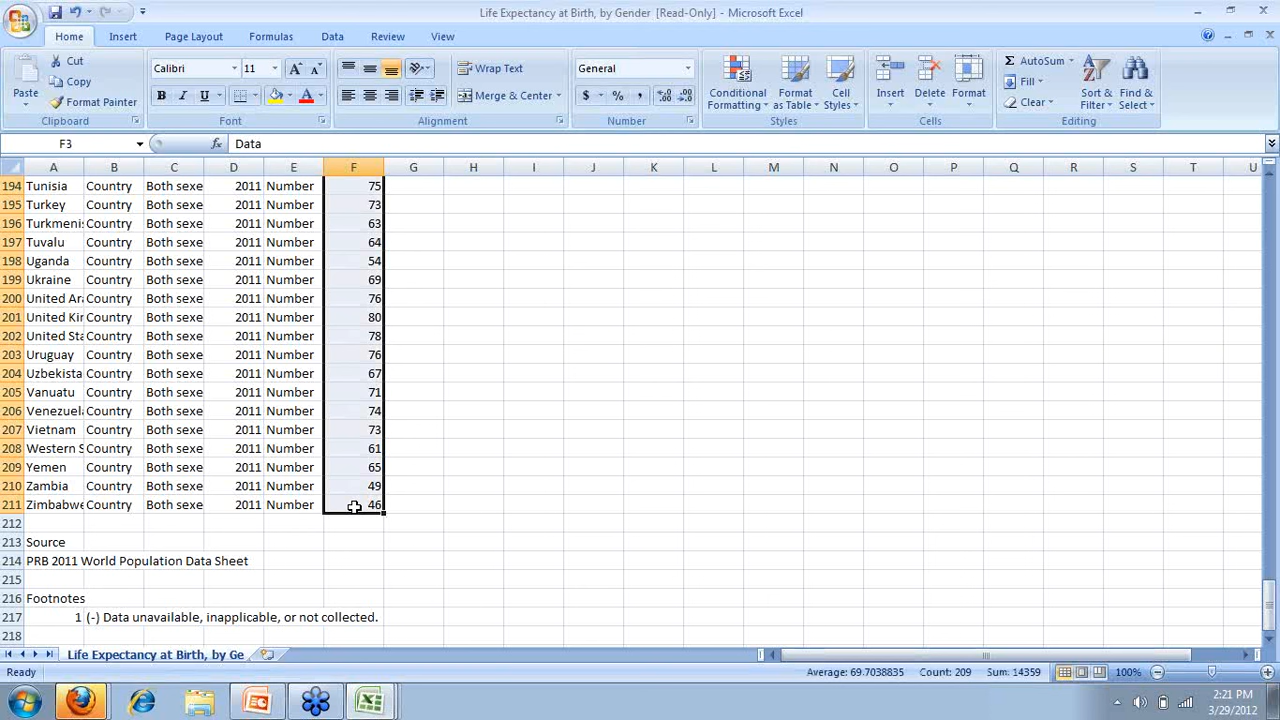 Life Expectancy at Birth, by Gender [Read-Only] - Microsoft Excel
Home Insert Page Layout Formulas Data Review View
Paste Cut Copy Format Painter Clipboard
Calibri 11 B I U A Font
Wrap Text Merge & Center Alignment
General $ % , Number
Conditional Formatting Format as Table Cell Styles Styles
Insert Delete Format Cells
AutoSum Fill Clear Sort & Filter Find & Select Editing
F3 fx Data
A B C D E F G H I J K L M N O P Q R S T U
194 Tunisia Country Both sexe 2011 Number 75
195 Turkey Country Both sexe 2011 Number 73
196 Turkmenis Country Both sexe 2011 Number 63
197 Tuvalu Country Both sexe 2011 Number 64
198 Uganda Country Both sexe 2011 Number 54
199 Ukraine Country Both sexe 2011 Number 69
200 United Ara Country Both sexe 2011 Number 76
201 United Kin Country Both sexe 2011 Number 80
202 United Sta Country Both sexe 2011 Number 78
203 Uruguay Country Both sexe 2011 Number 76
204 Uzbekista Country Both sexe 2011 Number 67
205 Vanuatu Country Both sexe 2011 Number 71
206 Venezuela Country Both sexe 2011 Number 74
207 Vietnam Country Both sexe 2011 Number 73
208 Western S Country Both sexe 2011 Number 61
209 Yemen Country Both sexe 2011 Number 65
210 Zambia Country Both sexe 2011 Number 49
211 Zimbabwe Country Both sexe 2011 Number 46
212
213 Source
214 PRB 2011 World Population Data Sheet
215
216 Footnotes
217 1 (-) Data unavailable, inapplicable, or not collected.
218
Life Expectancy at Birth, by Ge
Ready Average: 69.7038835 Count: 209 Sum: 14359 100%
2:21 PM
3/29/2012